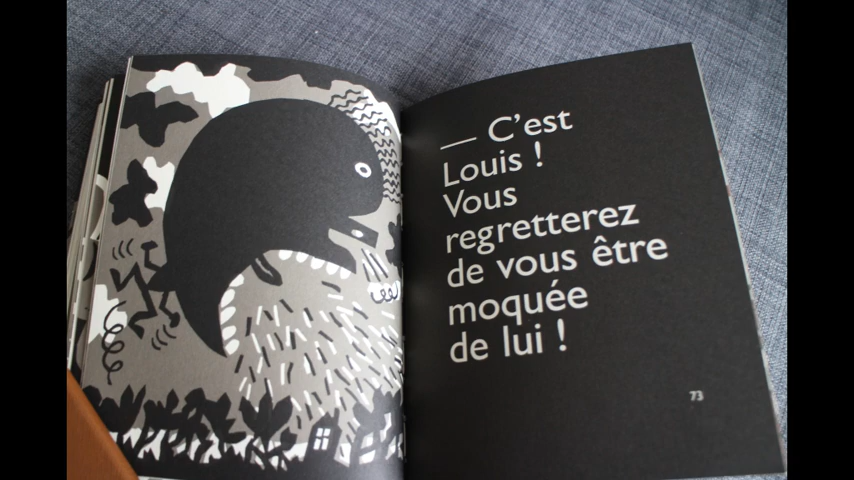 — C'est
Louis !
Vous
regretterez
de vous être
moquée
de lui !
73